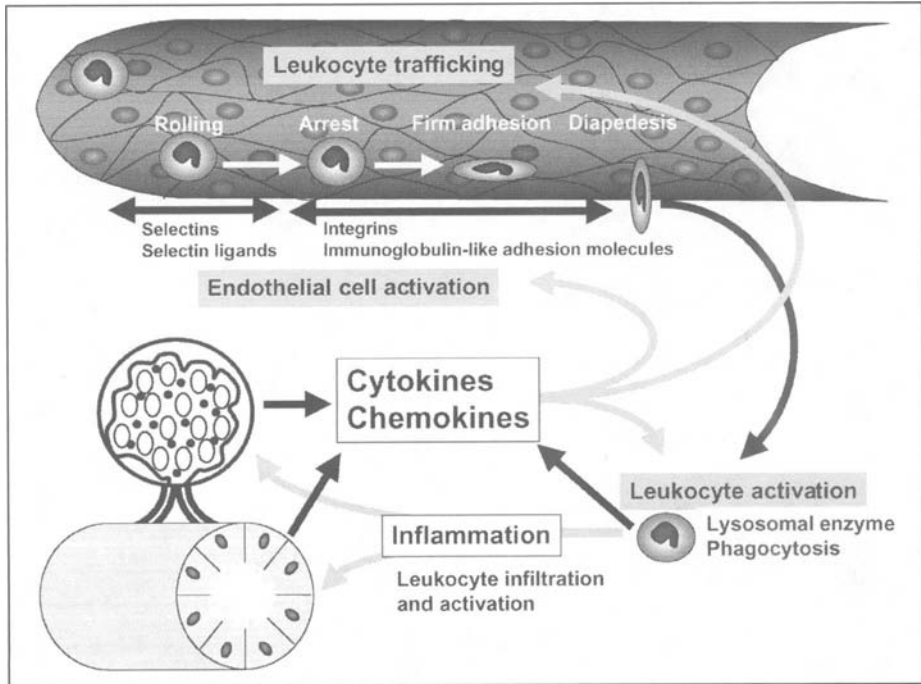 Leukocyte trafficking
Rolling Arrest Firm adhesion Diapedesis
Selectins
Selectin ligands
Integrins
Immunoglobulin-like adhesion molecules
Endothelial cell activation
Cytokines
Chemokines
Leukocyte activation
Lysosomal enzyme
Phagocytosis
Inflammation
Leukocyte infiltration
and activation